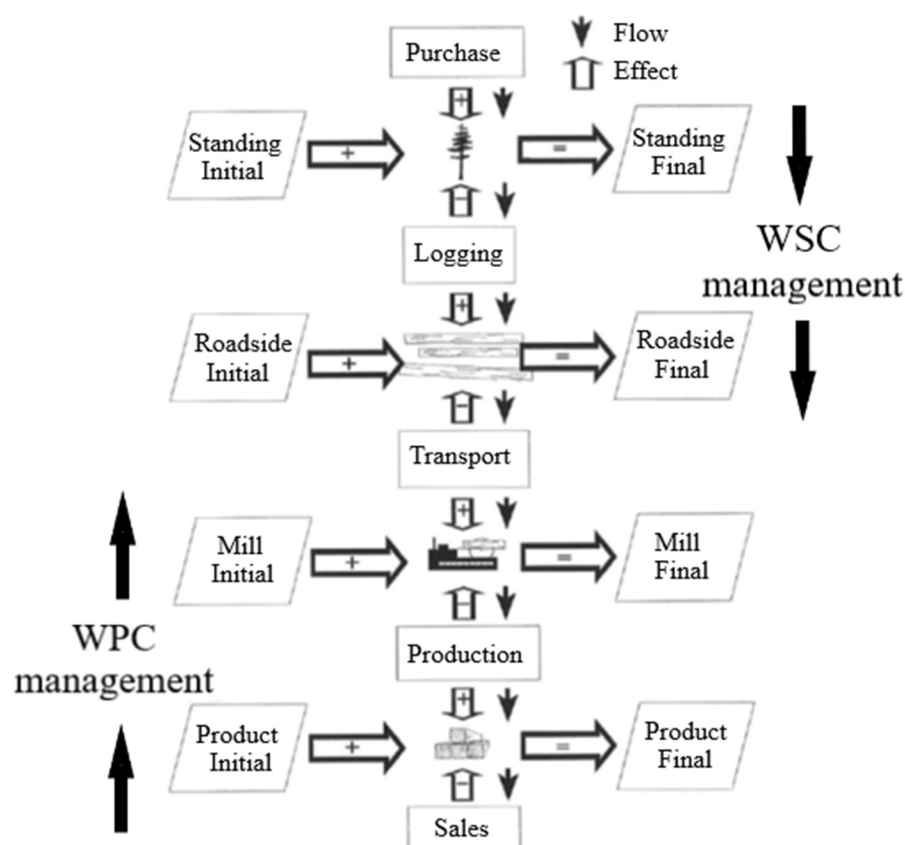 Purchase
Flow
Effect
+
Standing
Initial
+
=
Standing
Final
−
WSC
management
Logging
+
Roadside
Initial
+
=
Roadside
Final
−
Transport
+
Mill
Initial
+
=
Mill
Final
−
WPC
management
Production
+
Product
Initial
+
=
Product
Final
−
Sales